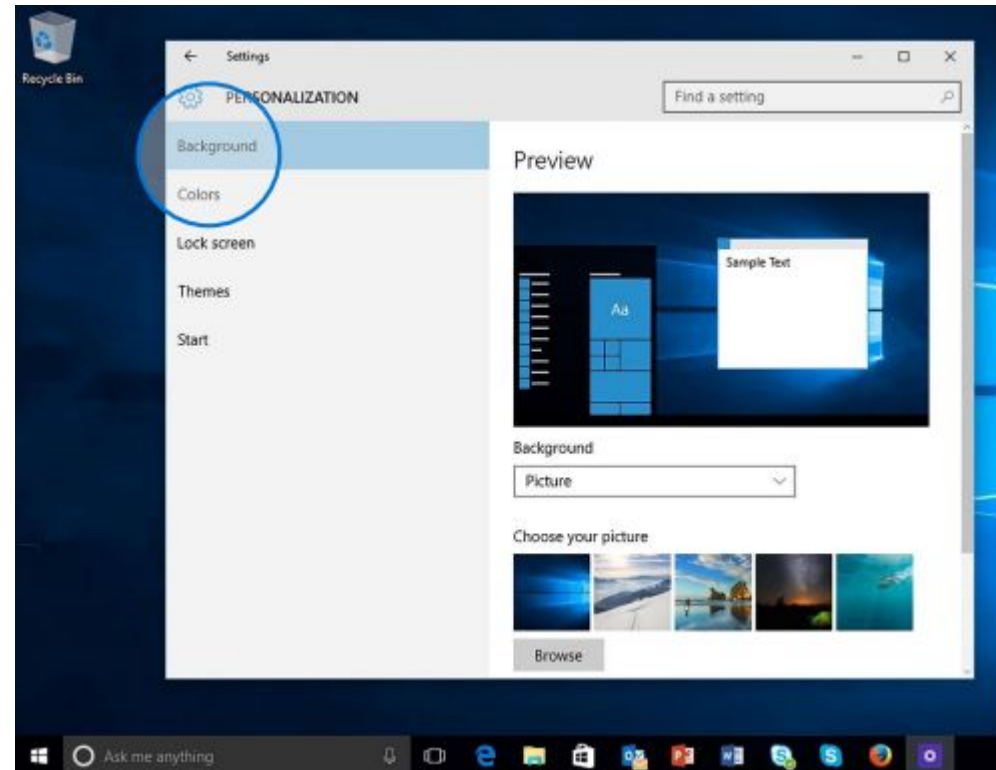 Recycle Bin
Settings
PERSONALIZATION
Find a setting
Background
Colors
Lock screen
Themes
Start
Preview
Sample Text
Aa
Background
Picture
Choose your picture
Browse
Ask me anything